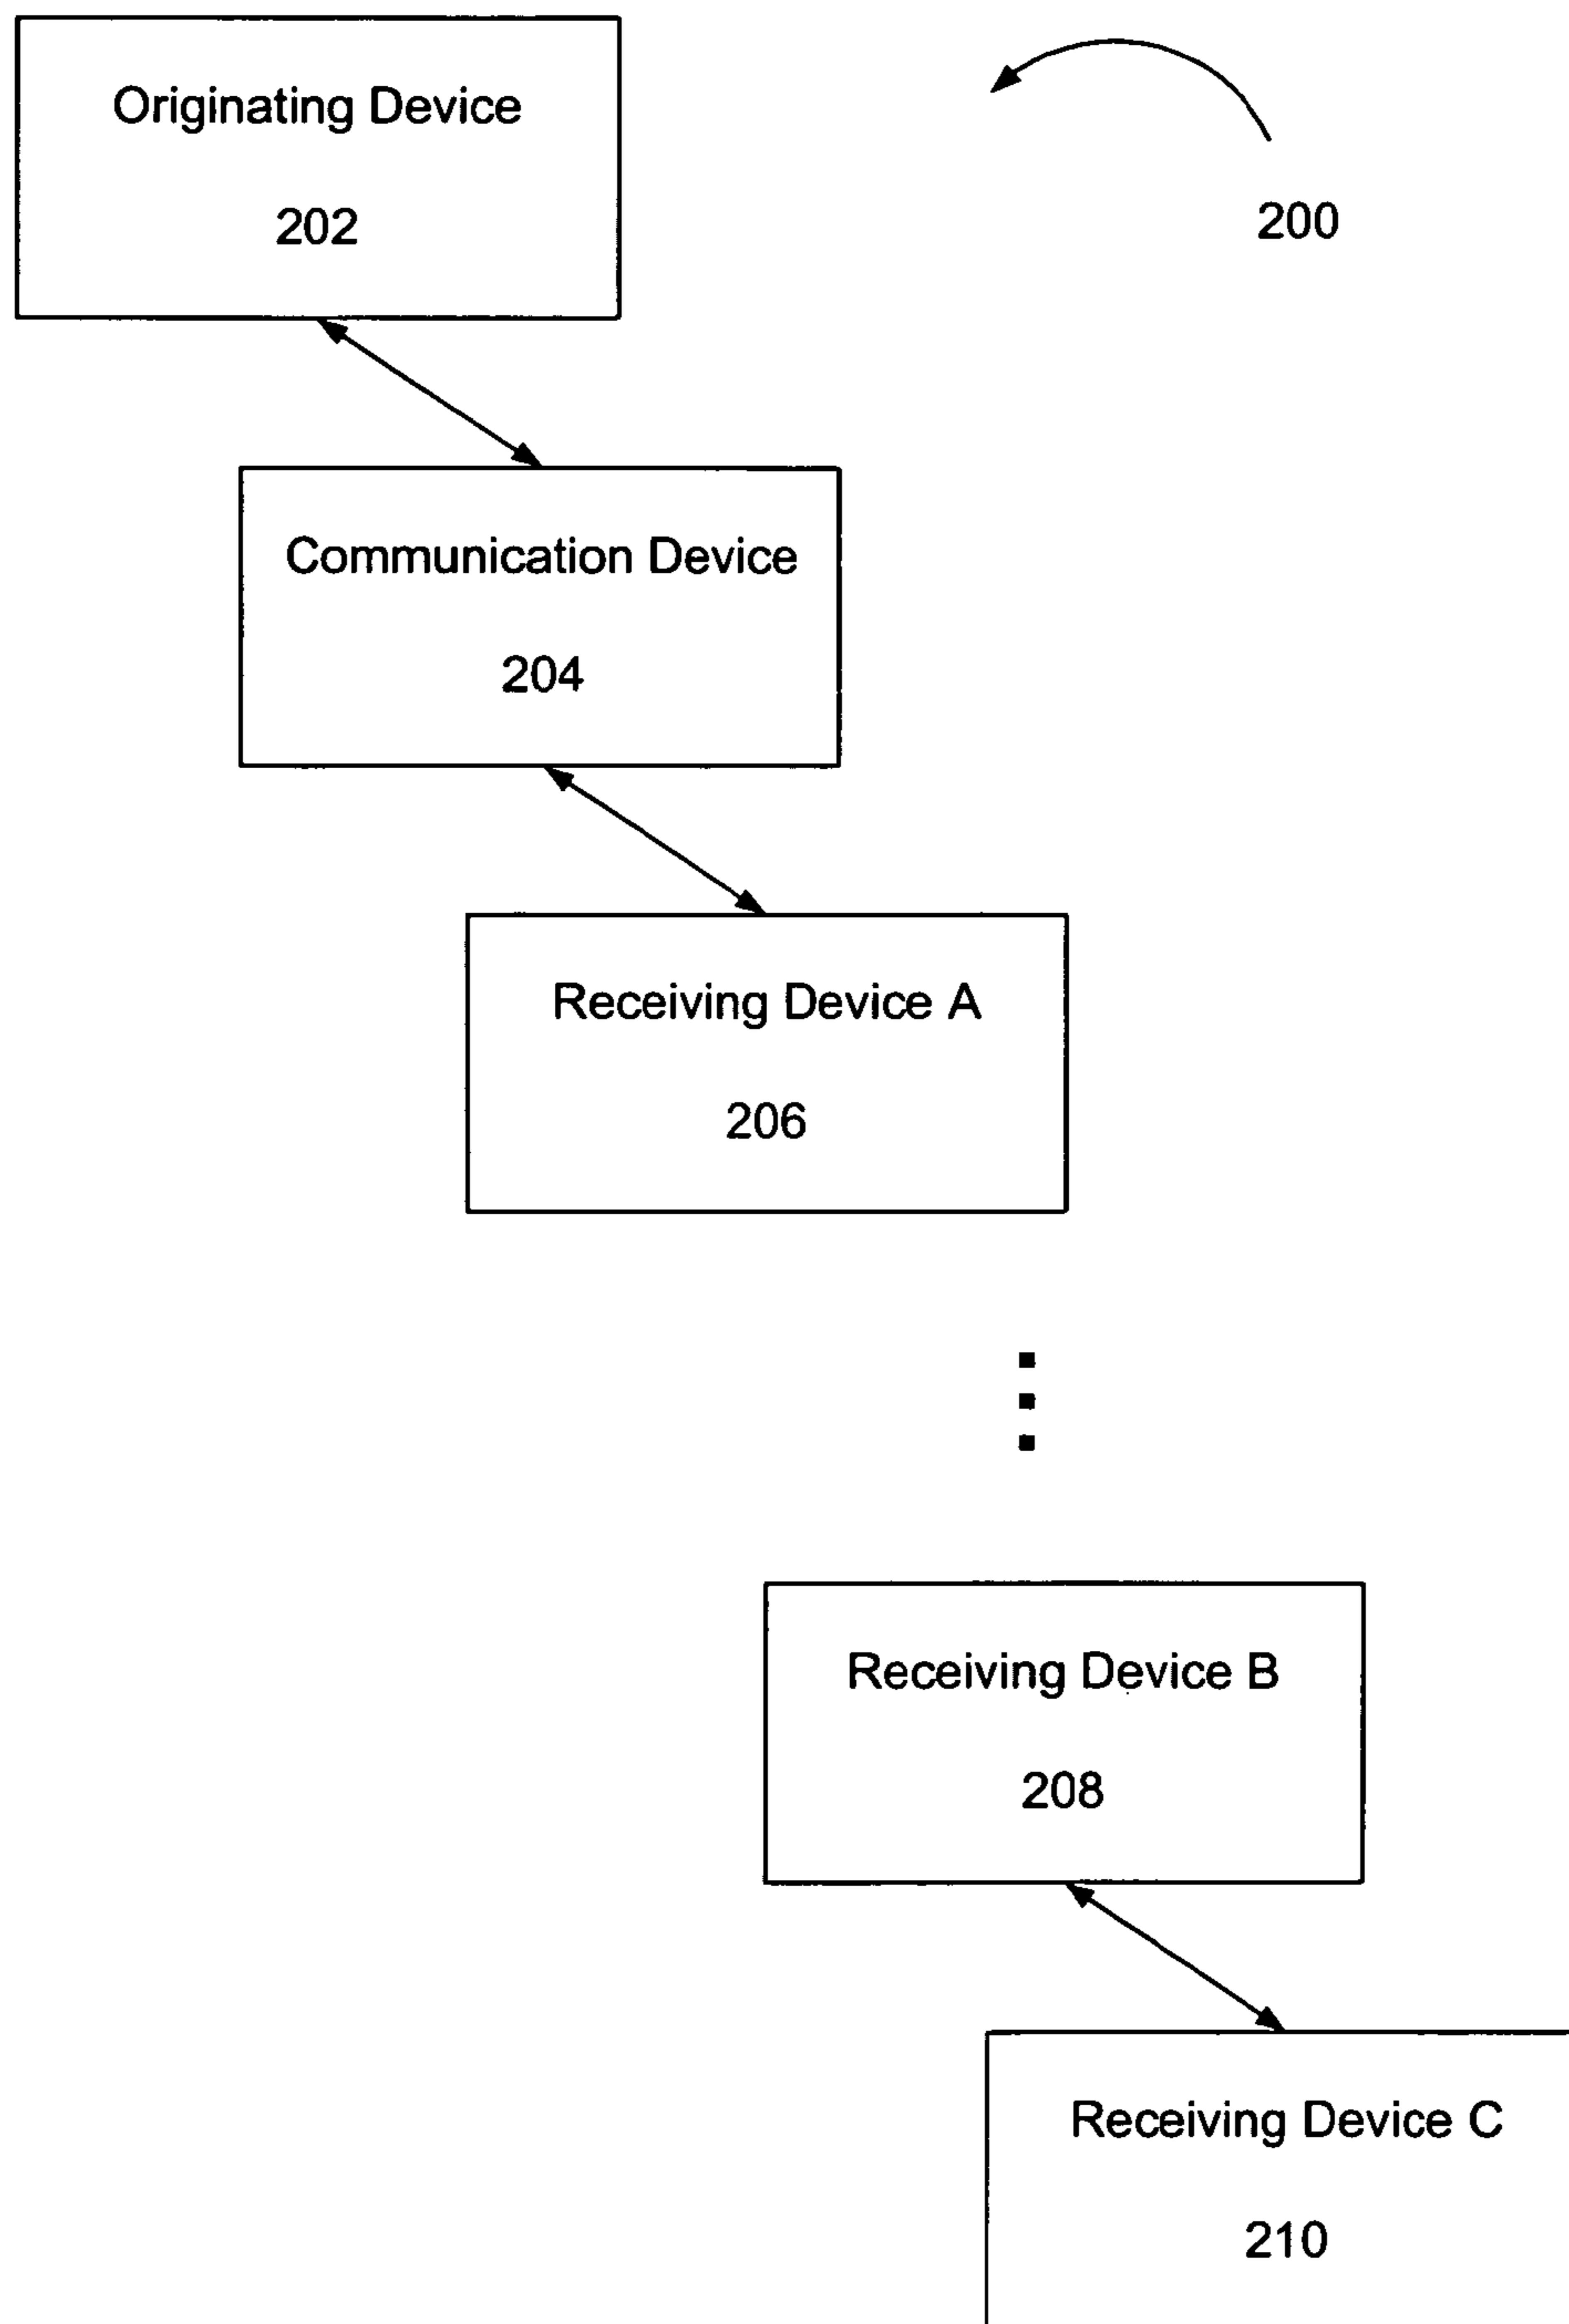 Originating Device
202
200
Communication Device
204
Receiving Device A
206
Receiving Device B
208
Receiving Device C
210